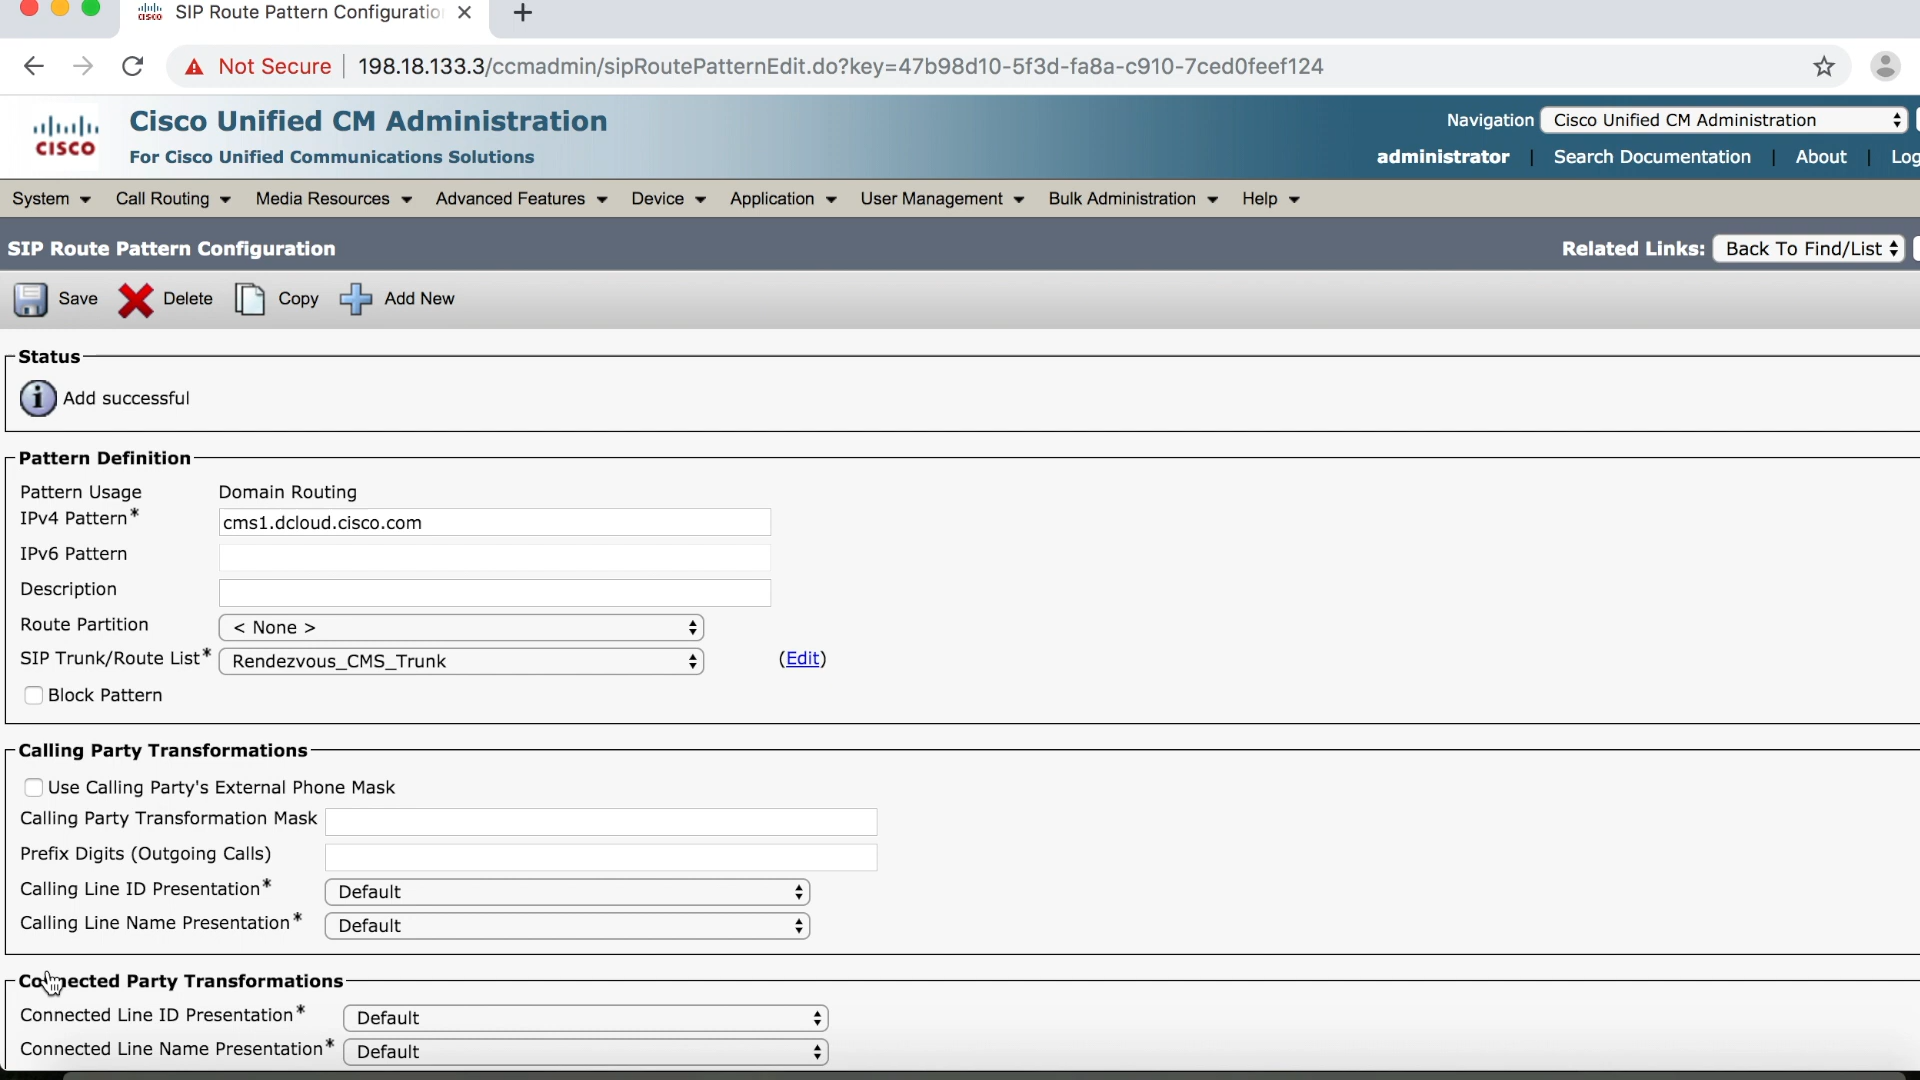 SIP Route Pattern Configuration
Not Secure 198.18.133.3/ccmadmin/sipRoutePatternEdit.do?key=47b98d10-5f3d-fa8a-c910-7ced0feef124
CISCO
Cisco Unified CM Administration
For Cisco Unified Communications Solutions
Navigation Cisco Unified CM Administration
administrator | Search Documentation | About | Log
System Call Routing Media Resources Advanced Features Device Application User Management Bulk Administration Help
SIP Route Pattern Configuration
Related Links: Back To Find/List
Save Delete Copy Add New
Status
Add successful
Pattern Definition
Pattern Usage Domain Routing
IPv4 Pattern* cms1.dcloud.cisco.com
IPv6 Pattern
Description
Route Partition < None >
SIP Trunk/Route List* Rendezvous_CMS_Trunk (Edit)
Block Pattern
Calling Party Transformations
Use Calling Party's External Phone Mask
Calling Party Transformation Mask
Prefix Digits (Outgoing Calls)
Calling Line ID Presentation* Default
Calling Line Name Presentation* Default
Connected Party Transformations
Connected Line ID Presentation* Default
Connected Line Name Presentation* Default